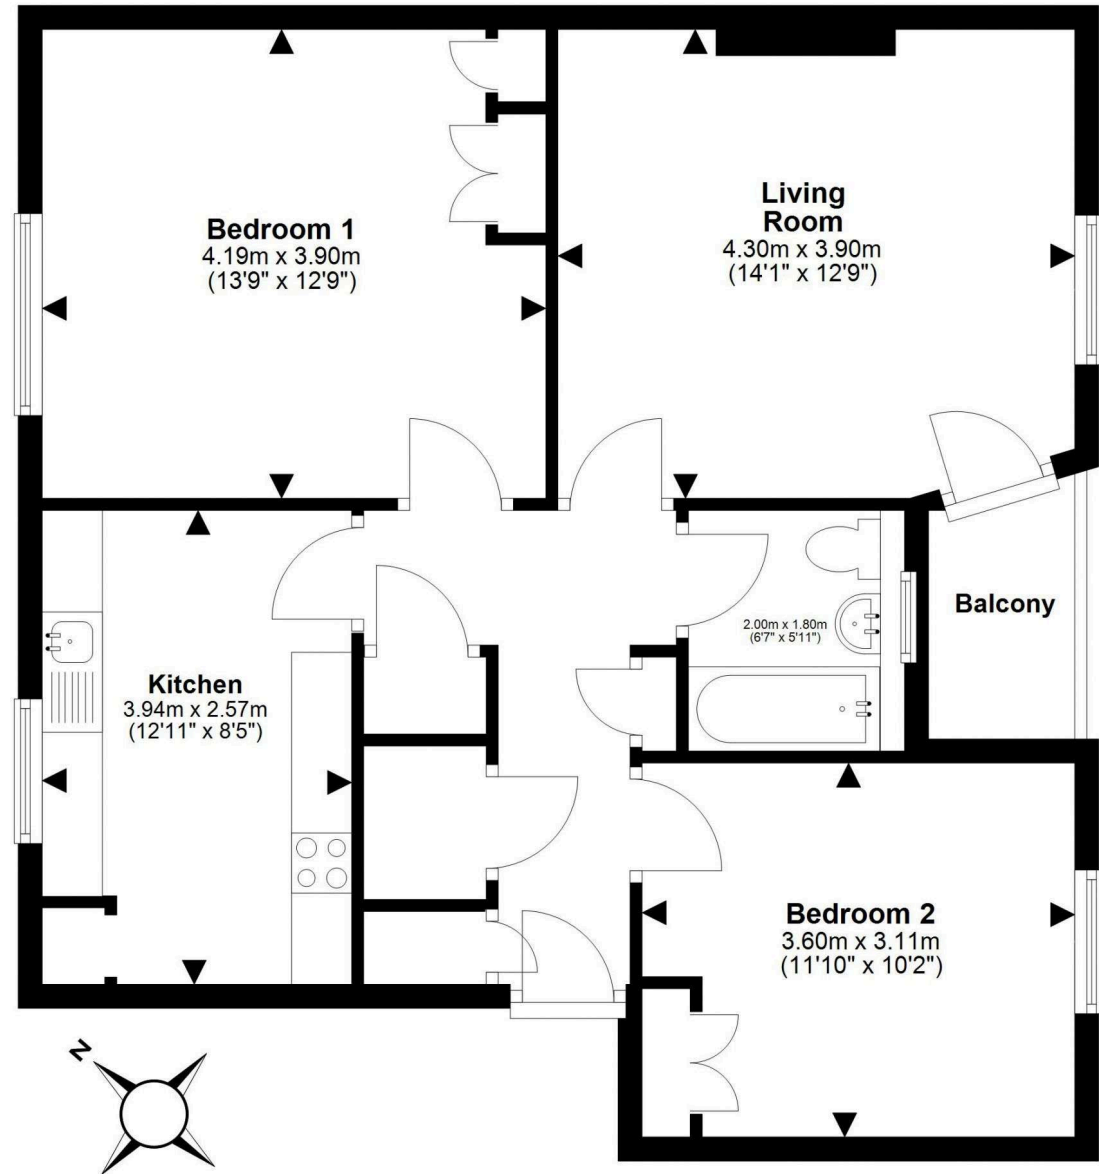 Bedroom 1
4.19m x 3.90m
(13'9" x 12'9")
Living
Room
4.30m x 3.90m
(14'1" x 12'9")
Balcony
2.00m x 1.80m
(6'7" x 5'11")
Kitchen
3.94m x 2.57m
(12'11" x 8'5")
Bedroom 2
3.60m x 3.11m
(11'10" x 10'2")
N